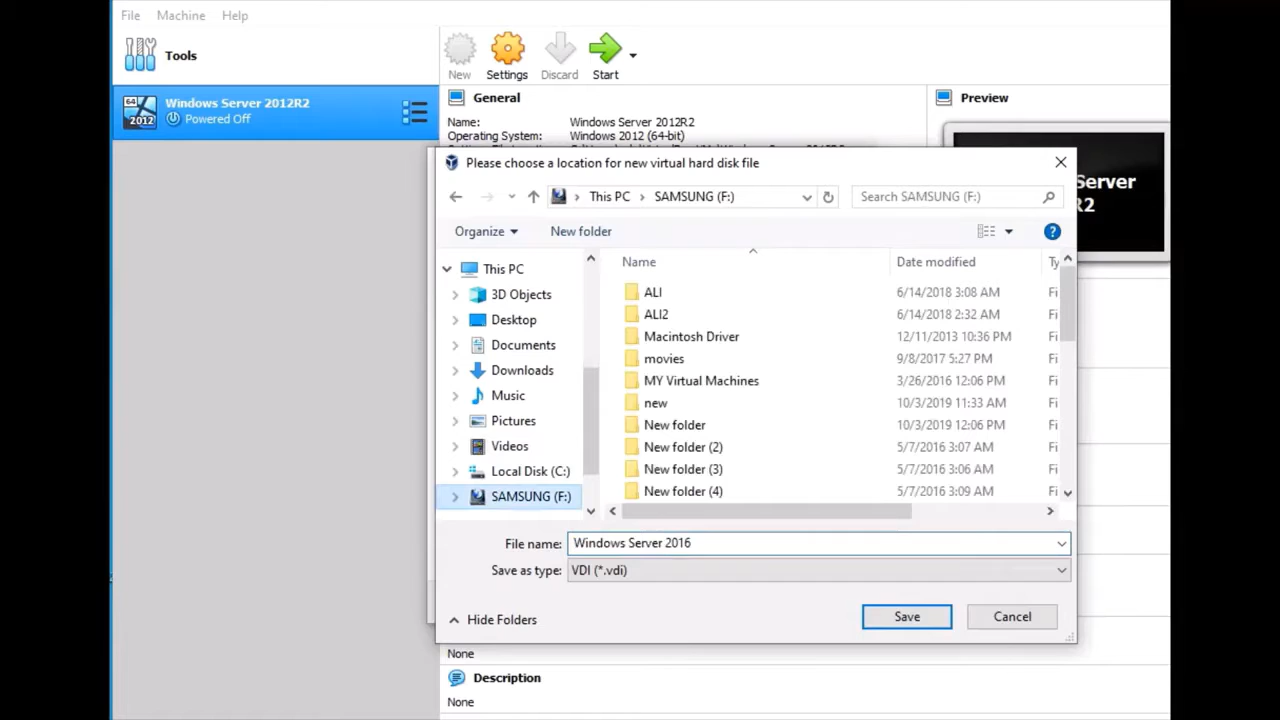 File Machine Help
Tools
New Settings Discard Start
64
2012
Windows Server 2012R2
Powered Off
General
Name: Windows Server 2012R2
Operating System: Windows 2012 (64-bit)
Preview
Server
R2
Please choose a location for new virtual hard disk file
This PC › SAMSUNG (F:)
Search SAMSUNG (F:)
Organize New folder
?
This PC
3D Objects
Desktop
Documents
Downloads
Music
Pictures
Videos
Local Disk (C:)
SAMSUNG (F:)
Name Date modified Ty
ALI 6/14/2018 3:08 AM Fi
ALI2 6/14/2018 2:32 AM Fi
Macintosh Driver 12/11/2013 10:36 PM Fi
movies 9/8/2017 5:27 PM Fi
MY Virtual Machines 3/26/2016 12:06 PM Fi
new 10/3/2019 11:33 AM Fi
New folder 10/3/2019 12:06 PM Fi
New folder (2) 5/7/2016 3:07 AM Fi
New folder (3) 5/7/2016 3:06 AM Fi
New folder (4) 5/7/2016 3:09 AM Fi
File name: Windows Server 2016
Save as type: VDI (*.vdi)
Hide Folders
Save Cancel
None
Description
None